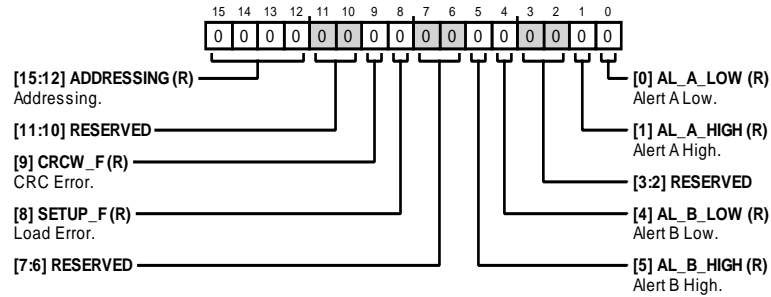 15 14 13 12 11 10 9 8 7 6 5 4 3 2 1 0
0 0 0 0 0 0 0 0 0 0 0 0 0 0 0 0
[15:12] ADDRESSING (R)
Addressing.
[11:10] RESERVED
[9] CRCW_F (R)
CRC Error.
[8] SETUP_F (R)
Load Error.
[7:6] RESERVED
[0] AL_A_LOW (R)
Alert A Low.
[1] AL_A_HIGH (R)
Alert A High.
[3:2] RESERVED
[4] AL_B_LOW (R)
Alert B Low.
[5] AL_B_HIGH (R)
Alert B High.